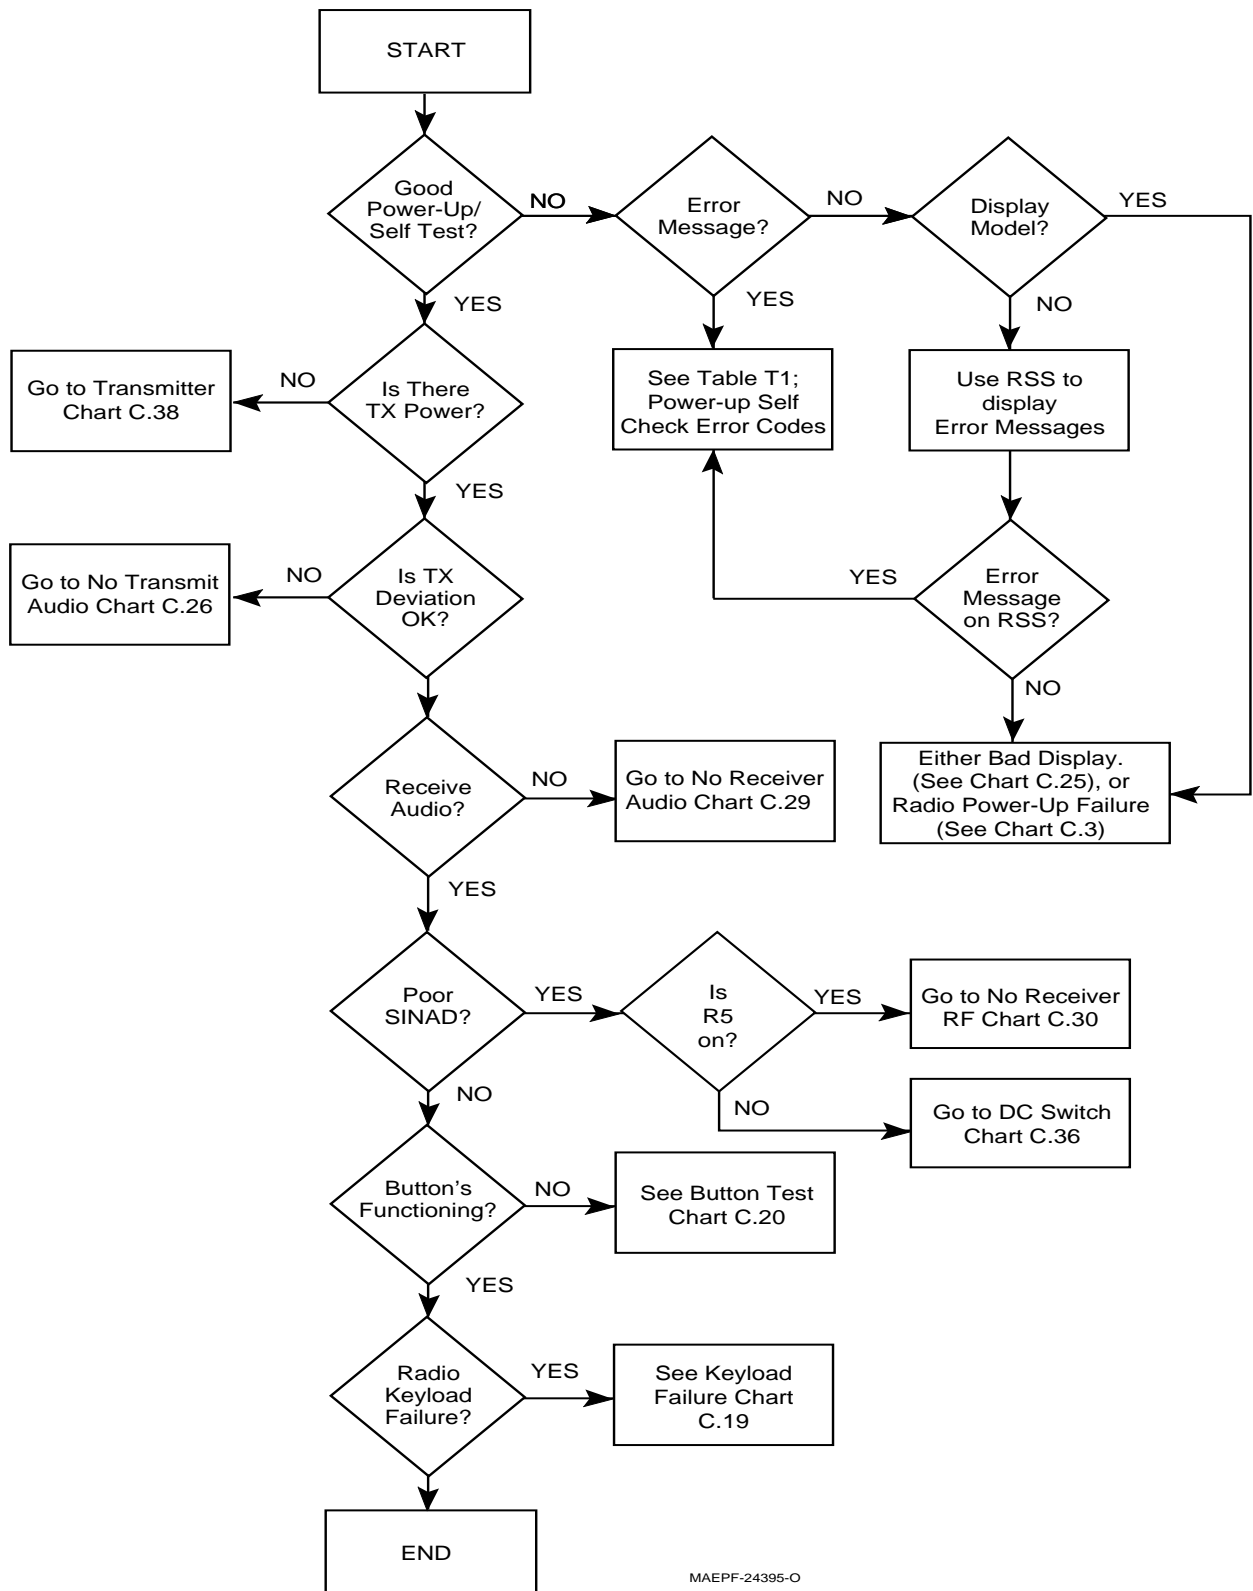 START
Good
Power-Up/
Self Test?
NO
Error
Message?
NO
Display
Model?
YES
YES
YES
NO
Go to Transmitter
Chart C.38
NO
Is There
TX Power?
See Table T1;
Power-up Self
Check Error Codes
Use RSS to
display
Error Messages
YES
Go to No Transmit
Audio Chart C.26
NO
Is TX
Deviation
OK?
YES
Error
Message
on RSS?
NO
Receive
Audio?
NO
Go to No Receiver
Audio Chart C.29
Either Bad Display.
(See Chart C.25), or
Radio Power-Up Failure
(See Chart C.3)
YES
Poor
SINAD?
YES
Is
R5
on?
YES
Go to No Receiver
RF Chart C.30
NO
NO
Go to DC Switch
Chart C.36
Button's
Functioning?
NO
See Button Test
Chart C.20
YES
Radio
Keyload
Failure?
YES
See Keyload
Failure Chart
C.19
END
MAEPF-24395-O